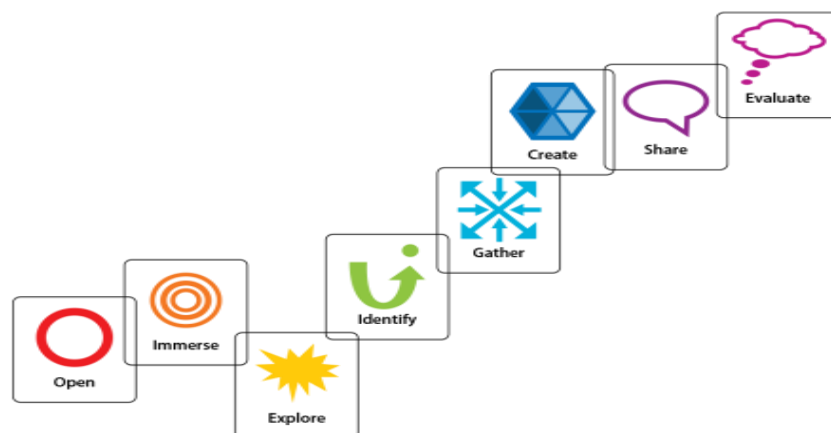 Open
Immerse
Explore
Identify
Gather
Create
Share
Evaluate